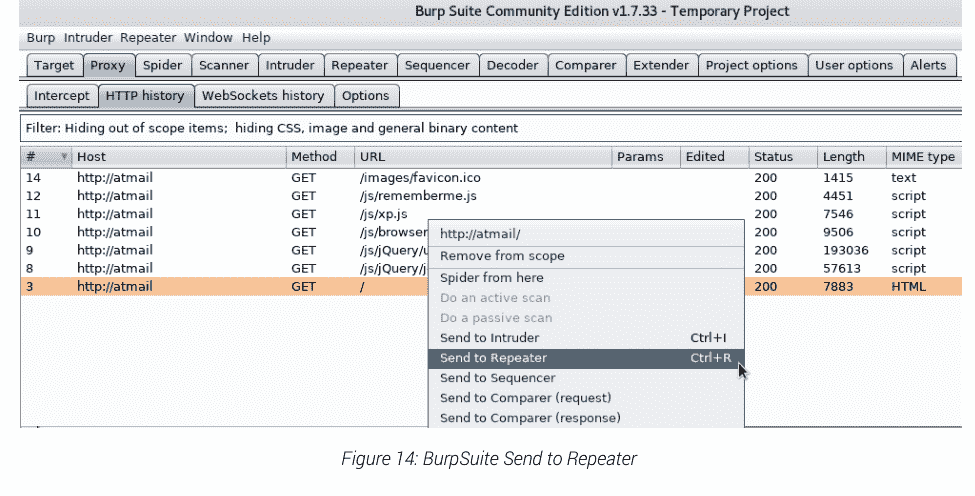 Burp Suite Community Edition v1.7.33 - Temporary Project
Burp Intruder Repeater Window Help
Target Proxy Spider Scanner Intruder Repeater Sequencer Decoder Comparer Extender Project options User options Alerts
Intercept HTTP history WebSockets history Options
Filter: Hiding out of scope items; hiding CSS, image and general binary content
# Host Method URL Params Edited Status Length MIME type
14 http://atmail GET /images/favicon.ico 200 1415 text
12 http://atmail GET /js/rememberme.js 200 4451 script
11 http://atmail GET /js/xp.js 200 7546 script
10 http://atmail GET /js/browser 200 9506 script
9 http://atmail GET /js/jQuery/ 200 193036 script
8 http://atmail GET /js/jQuery/j 200 57613 script
3 http://atmail GET / 200 7883 HTML
http://atmail/
Remove from scope
Spider from here
Do an active scan
Do a passive scan
Send to Intruder Ctrl+I
Send to Repeater Ctrl+R
Send to Sequencer
Send to Comparer (request)
Send to Comparer (response)
Figure 14: BurpSuite Send to Repeater